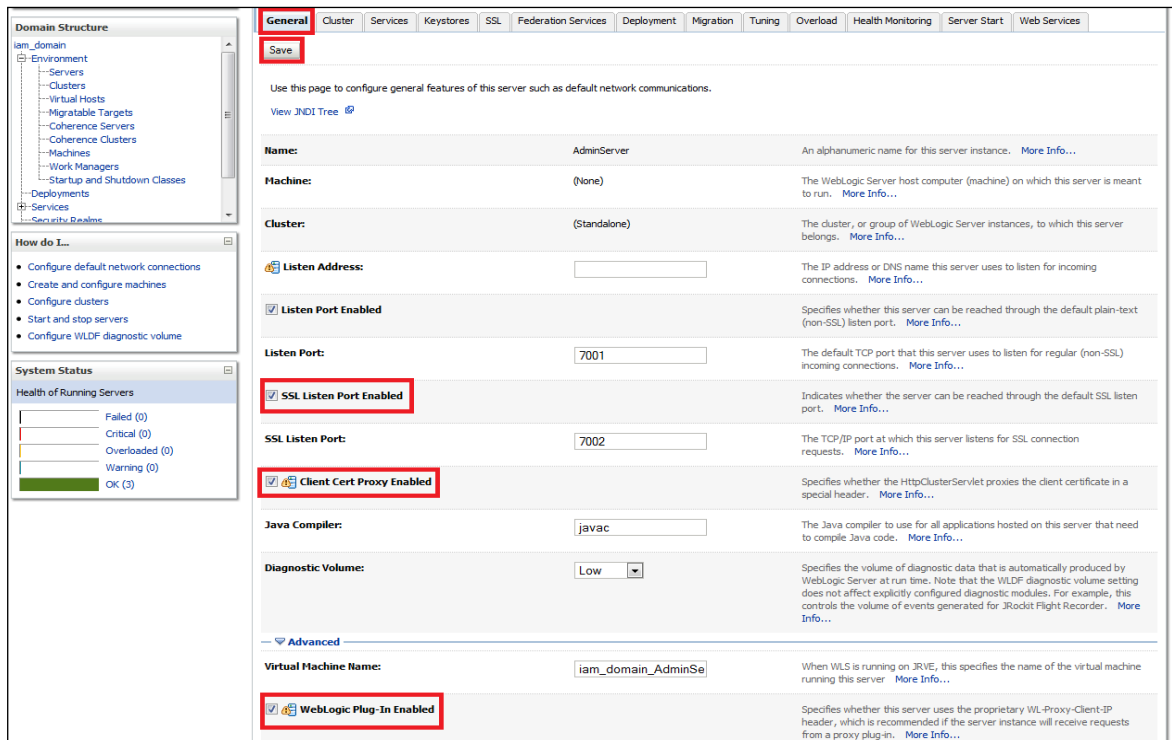 Domain Structure
iam_domain
Environment
Servers
Clusters
Virtual Hosts
Migratable Targets
Coherence Servers
Coherence Clusters
Machines
Work Managers
Startup and Shutdown Classes
Deployments
Services
Security Realms
How do I...
Configure default network connections
Create and configure machines
Configure clusters
Start and stop servers
Configure WLDF diagnostic volume
System Status
Health of Running Servers
Failed (0)
Critical (0)
Overloaded (0)
Warning (0)
OK (3)
General Cluster Services Keystores SSL Federation Services Deployment Migration Tuning Overload Health Monitoring Server Start Web Services
Save
Use this page to configure general features of this server such as default network communications.
View JNDI Tree
Name: AdminServer An alphanumeric name for this server instance. More Info...
Machine: (None) The WebLogic Server host computer (machine) on which this server is meant
to run. More Info...
Cluster: (Standalone) The cluster, or group of WebLogic Server instances, to which this server
belongs. More Info...
Listen Address: The IP address or DNS name this server uses to listen for incoming
connections. More Info...
Listen Port Enabled Specifies whether this server can be reached through the default plain-text
(non-SSL) listen port. More Info...
Listen Port: 7001 The default TCP port that this server uses to listen for regular (non-SSL)
incoming connections. More Info...
SSL Listen Port Enabled Indicates whether the server can be reached through the default SSL listen
port. More Info...
SSL Listen Port: 7002 The TCP/IP port at which this server listens for SSL connection
requests. More Info...
Client Cert Proxy Enabled Specifies whether the HttpClusterServlet proxies the client certificate in a
special header. More Info...
Java Compiler: javac The Java compiler to use for all applications hosted on this server that need
to compile Java code. More Info...
Diagnostic Volume: Low Specifies the volume of diagnostic data that is automatically produced by
WebLogic Server at run time. Note that the WLDF diagnostic volume setting
does not affect explicitly configured diagnostic modules. For example, this
controls the volume of events generated for JRockit Flight Recorder. More
Info...
Advanced
Virtual Machine Name: iam_domain_AdminSe When WLS is running on JRVE, this specifies the name of the virtual machine
running this server More Info...
WebLogic Plug-In Enabled Specifies whether this server uses the proprietary WL-Proxy-Client-IP
header, which is recommended if the server instance will receive requests
from a proxy plug-in. More Info...